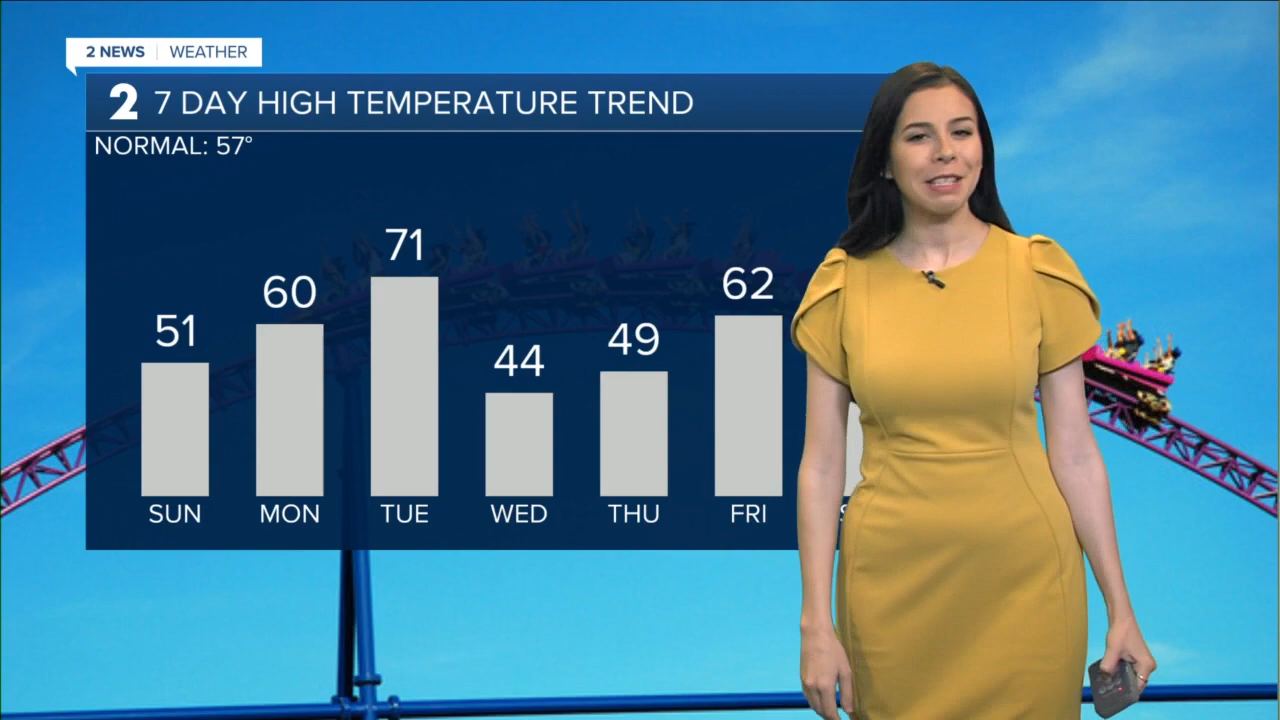 2 NEWS WEATHER
2 7 DAY HIGH TEMPERATURE TREND
NORMAL: 57°
51 60 71 44 49 62
SUN MON TUE WED THU FRI